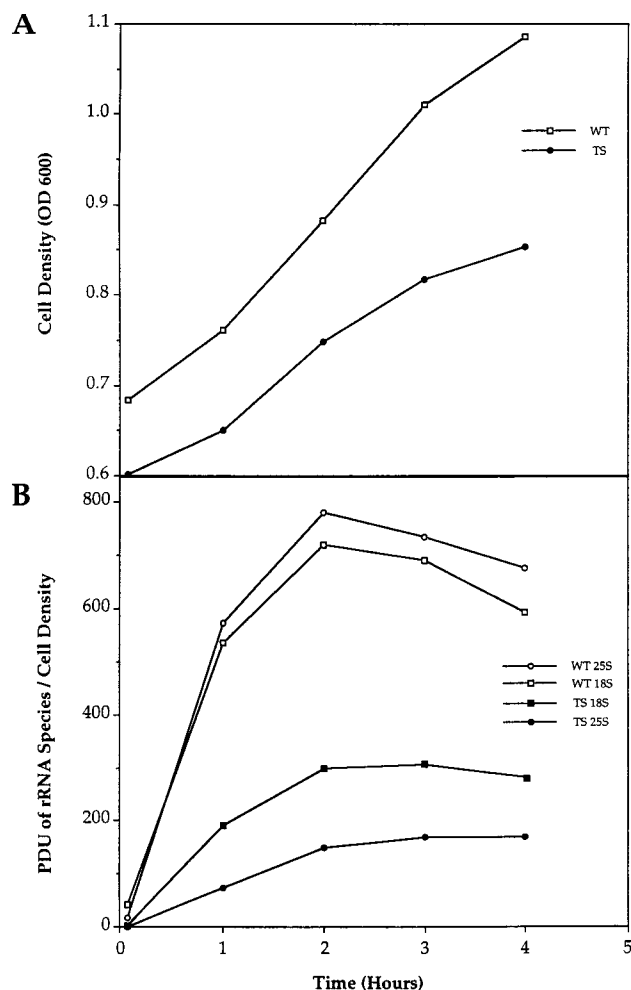 A
1.1
1.0
0.9
0.8
0.7
0.6
Cell Density (OD 600)
WT
TS
B
800
600
400
200
0
PDU of rRNA Species / Cell Density
WT 25S
WT 18S
TS 18S
TS 25S
0 1 2 3 4 5
Time (Hours)